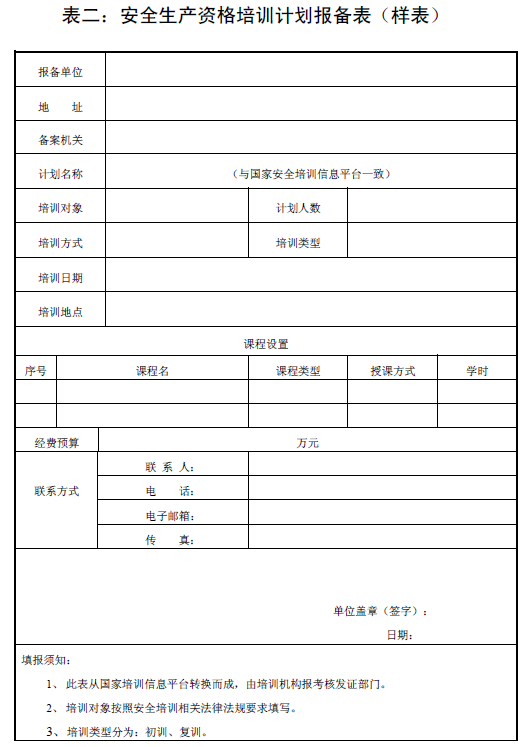 表二：安全生产资格培训计划报备表（样表）
报备单位
地 址
备案机关
计划名称 （与国家安全培训信息平台一致）
培训对象 计划人数
培训方式 培训类型
培训日期
培训地点
课程设置
序号 课程名 课程类型 授课方式 学时
经费预算 万元
联系方式
联 系 人：
电 话：
电子邮箱：
传 真：
单位盖章（签字）；
日期：
填报须知：
1、 此表从国家培训信息平台转换而成，由培训机构报考核发证部门。
2、 培训对象按照安全培训相关法律法规要求填写。
3、 培训类型分为：初训、复训。